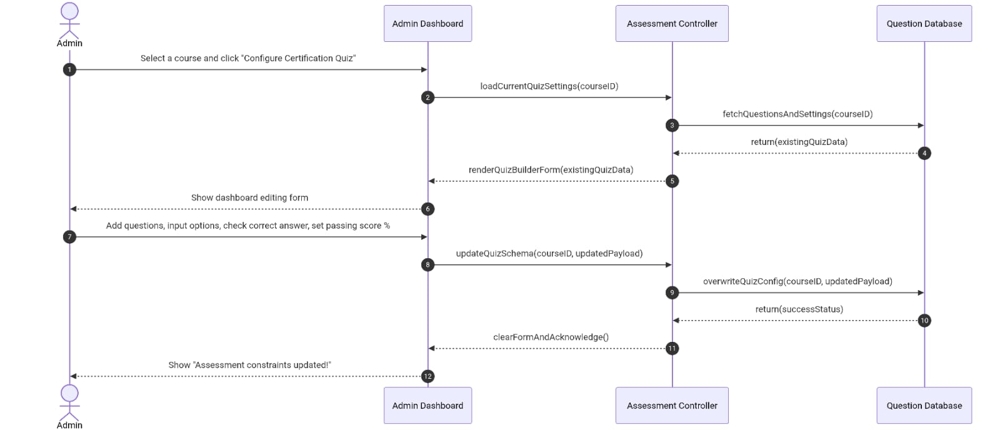 Admin
Admin Dashboard
Assessment Controller
Question Database
Select a course and click "Configure Certification Quiz"
1
loadCurrentQuizSettings(courseID)
2
fetchQuestionsAndSettings(courseID)
3
return(existingQuizData)
4
renderQuizBuilderForm(existingQuizData)
5
Show dashboard editing form
6
Add questions, input options, check correct answer, set passing score %
7
updateQuizSchema(courseID, updatedPayload)
8
overwriteQuizConfig(courseID, updatedPayload)
9
return(successStatus)
10
clearFormAndAcknowledge()
11
Show "Assessment constraints updated!"
12
Admin
Admin Dashboard
Assessment Controller
Question Database